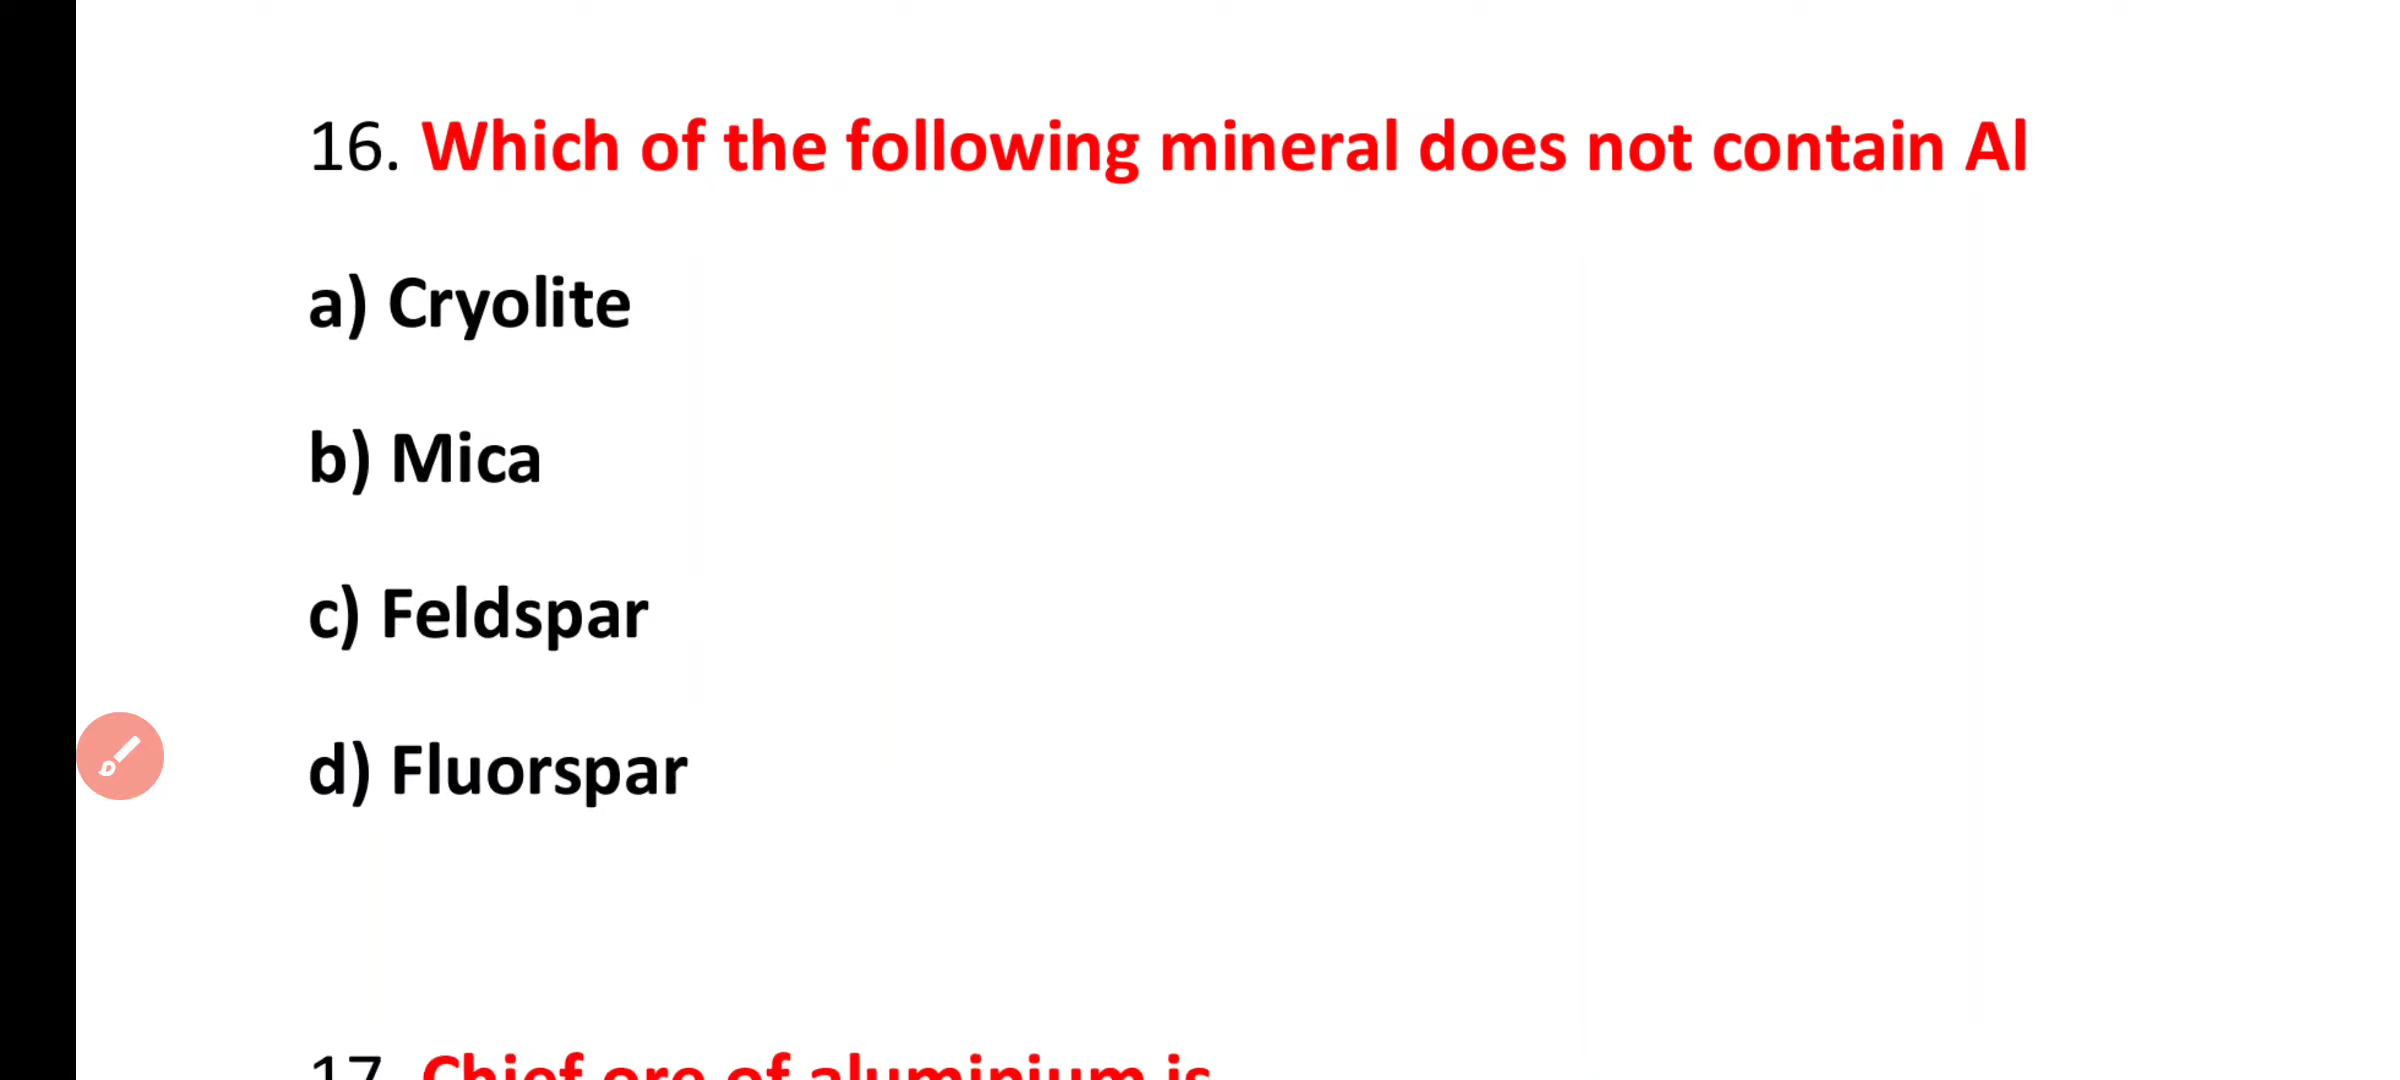 16. Which of the following mineral does not contain Al
a) Cryolite
b) Mica
c) Feldspar
d) Fluorspar
17. Chief ore of aluminium is